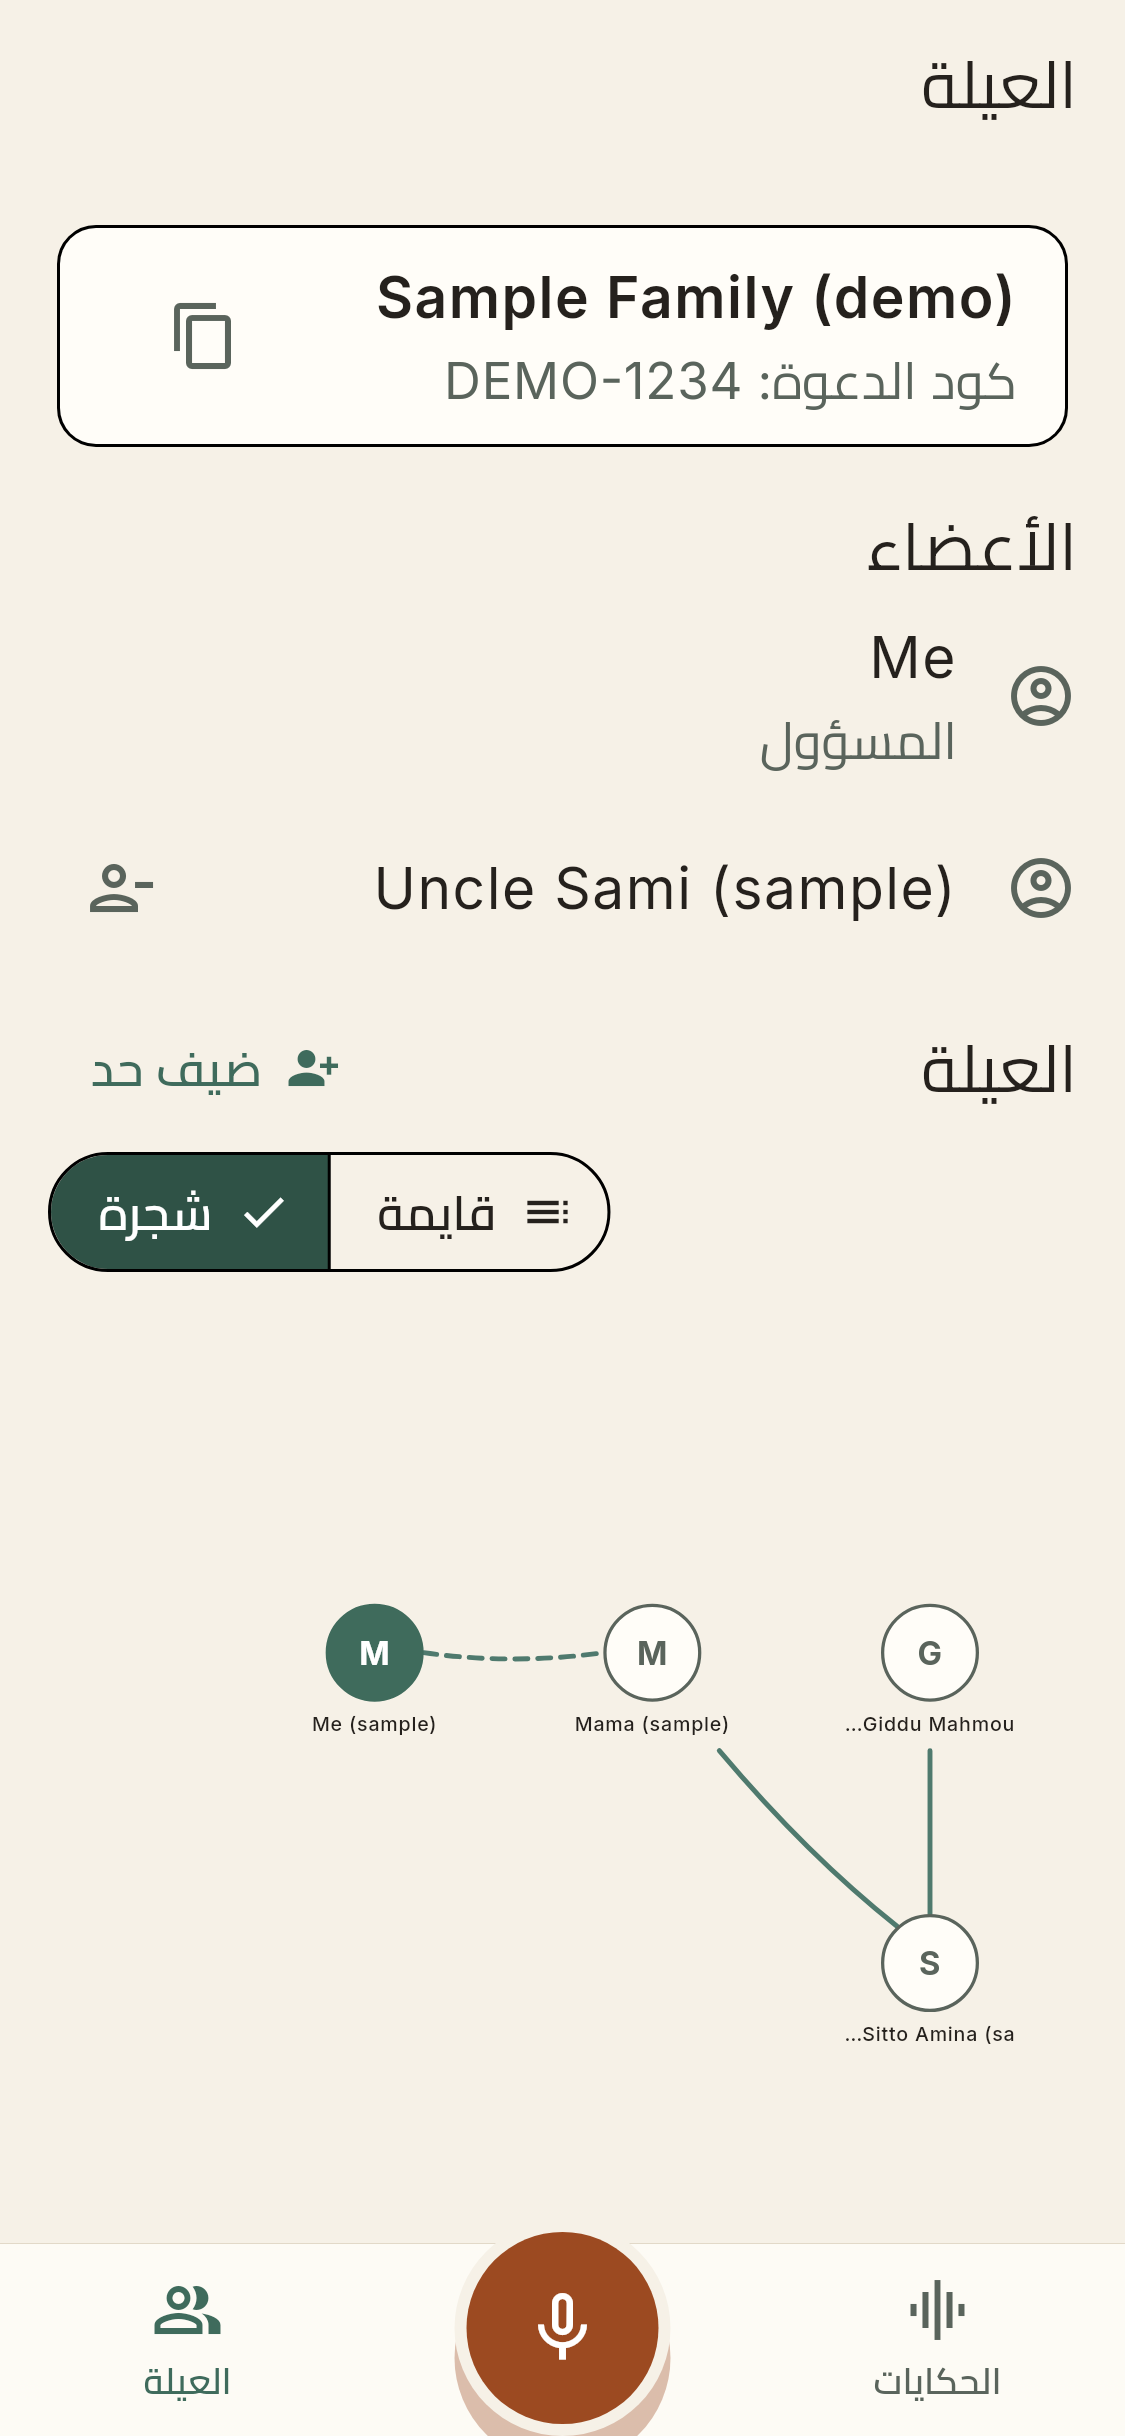 العيلة
Sample Family (demo)
كود الدعوة: DEMO-1234
الأعضاء
Me
المسؤول
Uncle Sami (sample)
العيلة
ضيف حد
قايمة
شجرة
G
M
M
Giddu Mahmou...
Mama (sample)
Me (sample)
S
Sitto Amina (sa...
الحكايات
العيلة